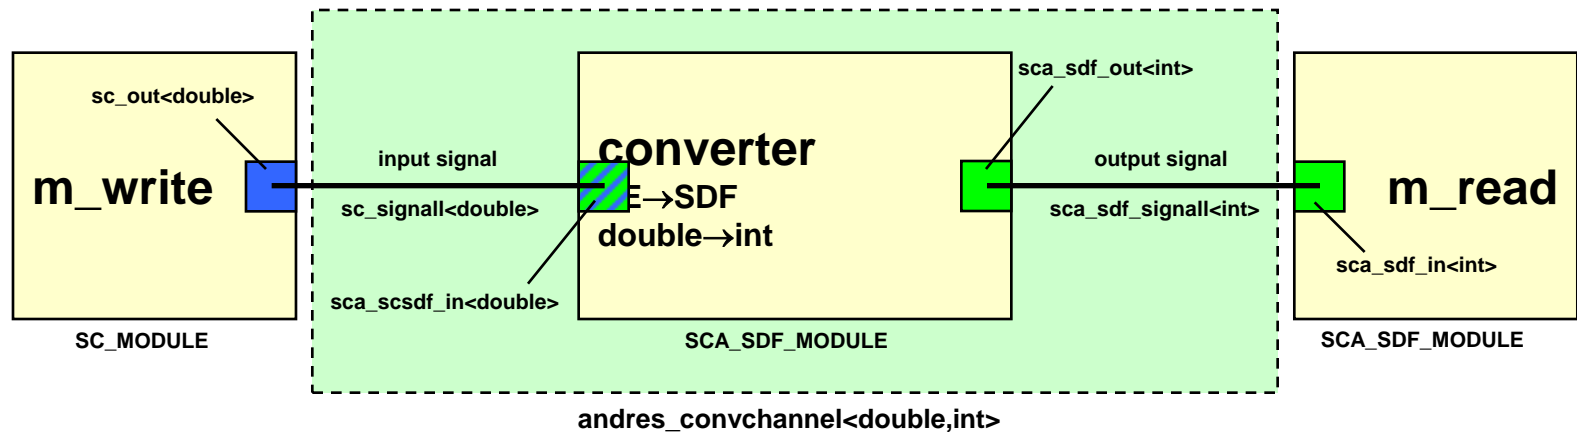 sca_sdf_out<int>
sc_out<double>
converter
input signal
output signal
m_write
E→SDF
m_read
sc_signall<double>
sca_sdf_signall<int>
double→int
sca_sdf_in<int>
sca_scsdf_in<double>
SC_MODULE
SCA_SDF_MODULE
SCA_SDF_MODULE
andres_convchannel<double,int>